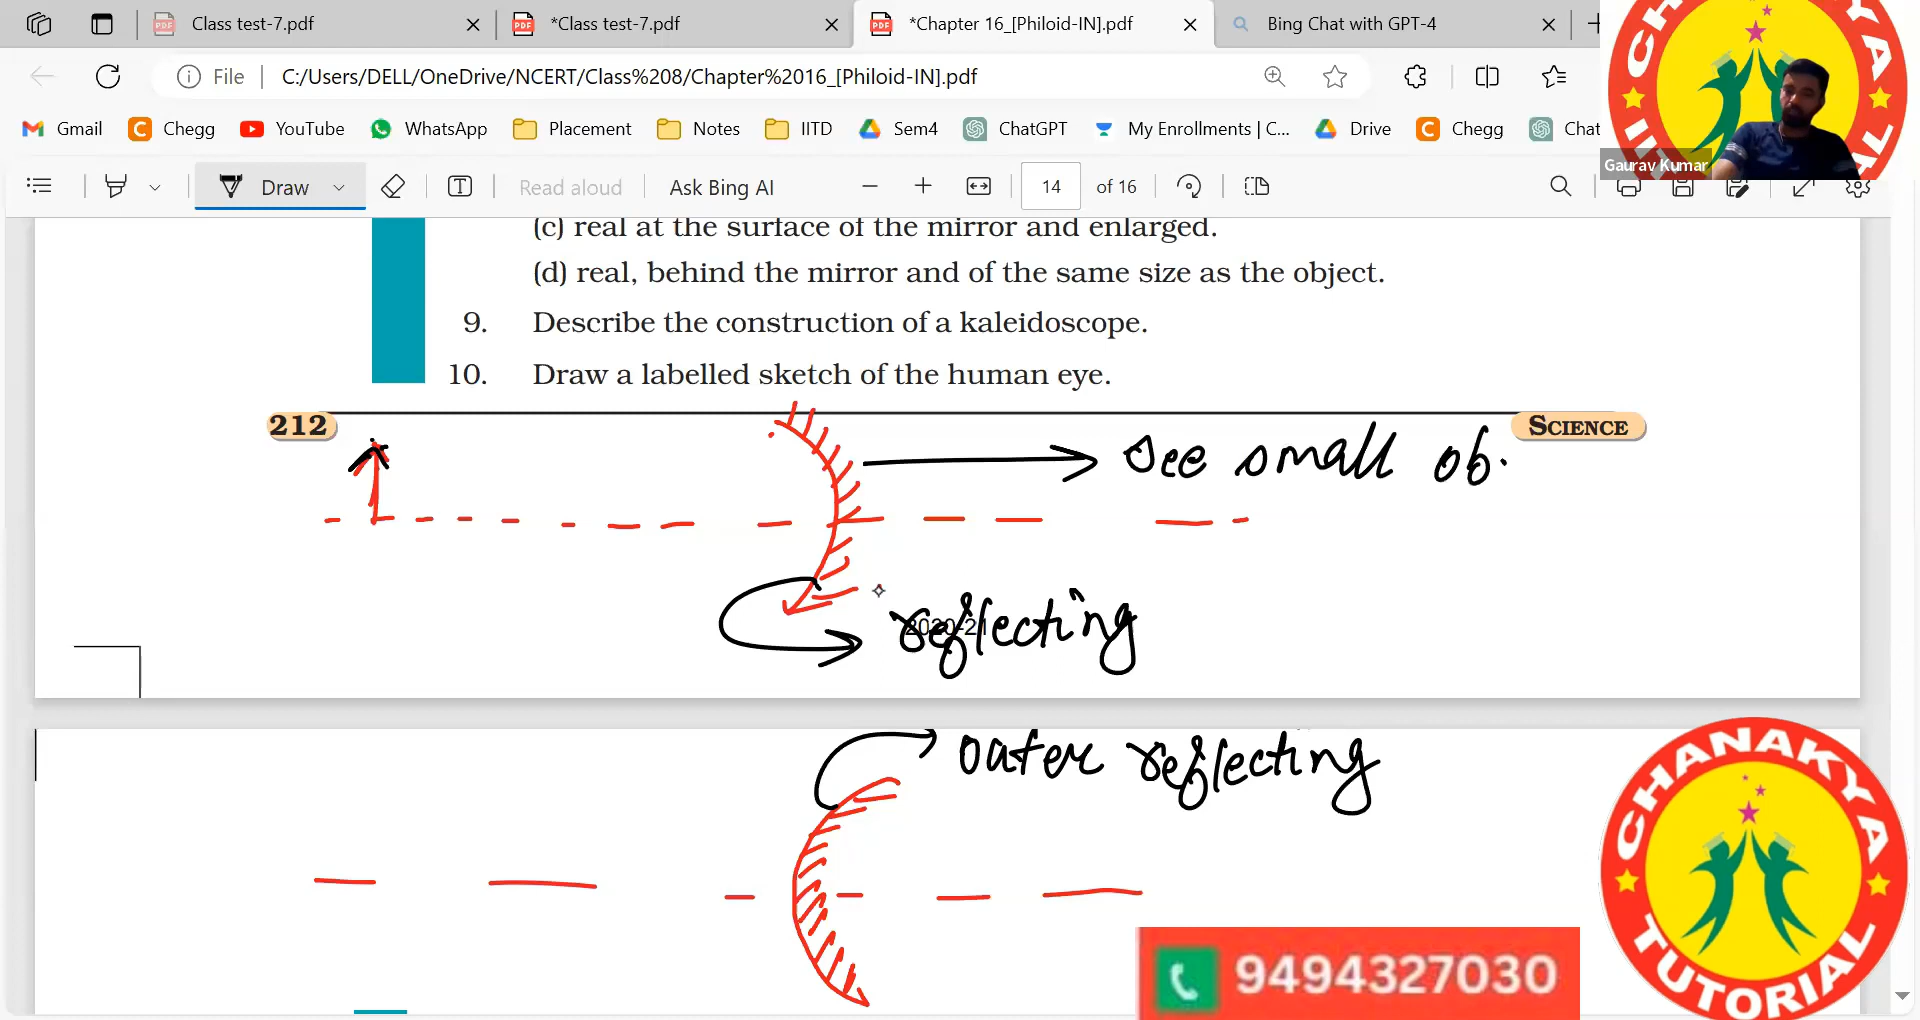 Class test-7.pdf
*Class test-7.pdf
*Chapter 16_[Philoid-IN].pdf
Bing Chat with GPT-4
File
C:/Users/DELL/OneDrive/NCERT/Class%208/Chapter%2016_[Philoid-IN].pdf
Gmail
Chegg
YouTube
WhatsApp
Placement
Notes
IITD
Sem4
ChatGPT
My Enrollments | C...
Drive
Chegg
Chat
Gaurav Kumar
Draw
Read aloud
Ask Bing AI
14 of 16
(c) real at the surface of the mirror and enlarged.
(d) real, behind the mirror and of the same size as the object.
9. Describe the construction of a kaleidoscope.
10. Draw a labelled sketch of the human eye.
212
SCIENCE
see small ob.
reflecting
2020-21
outer reflecting
CHANAKYA
TUTORIAL
9494327030